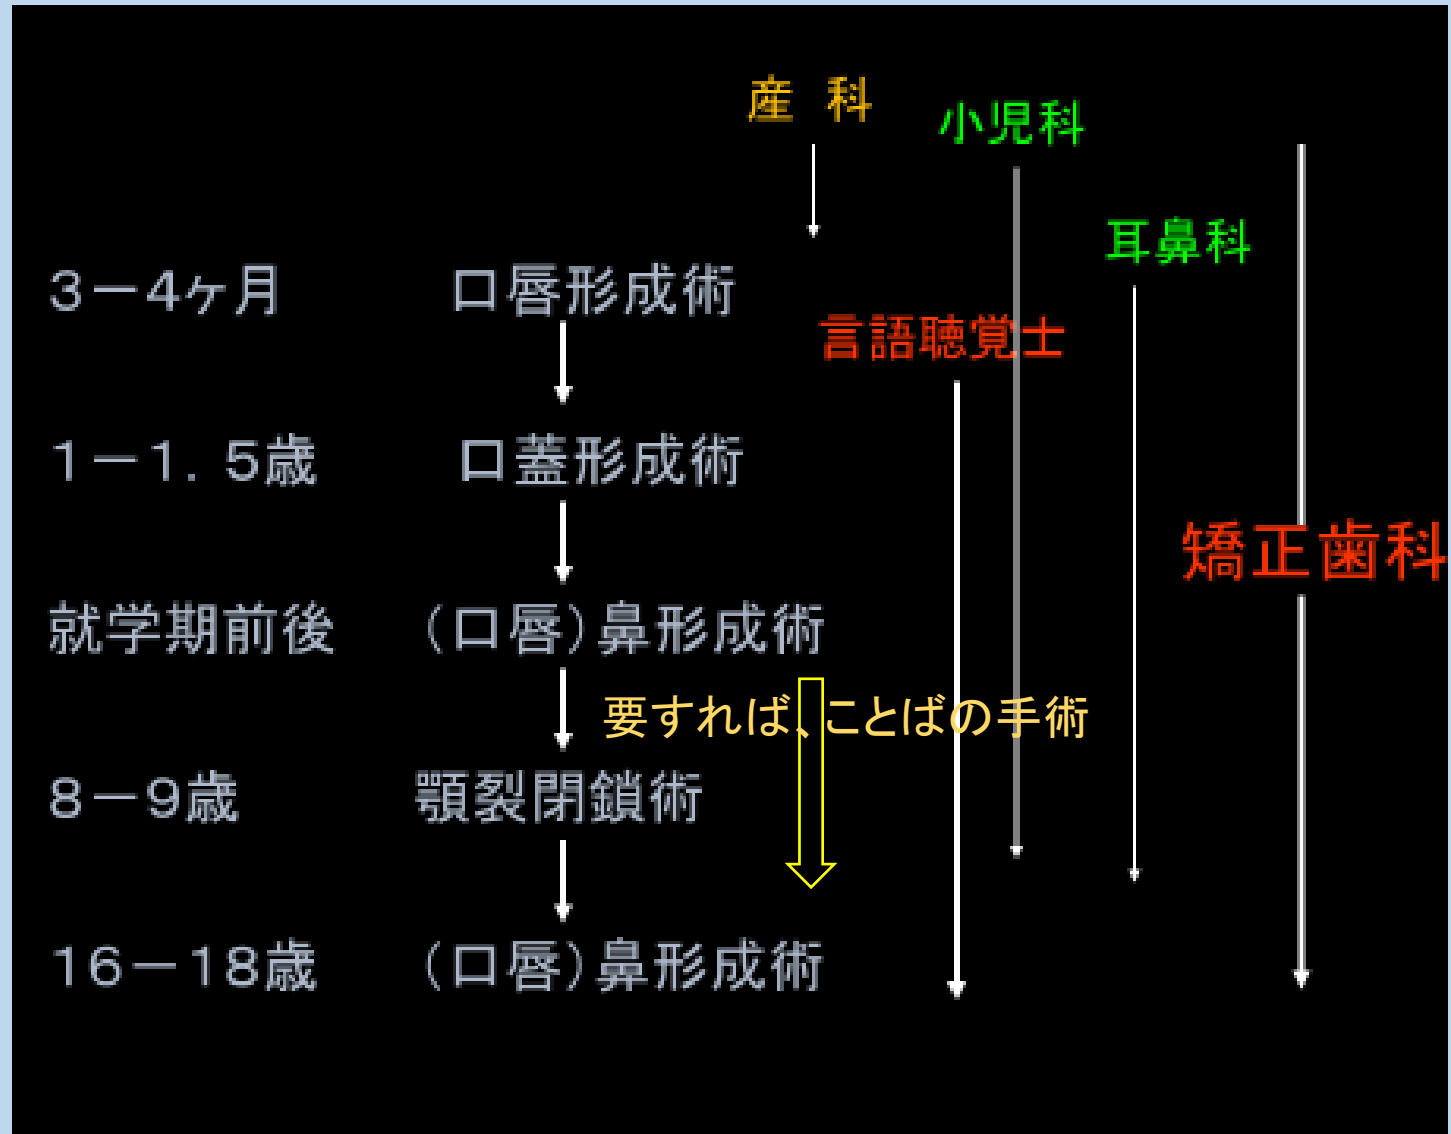 産 科
小児科
耳鼻科
3－4ヶ月 口唇形成術
言語聴覚士
1－1．5歳 口蓋形成術
矯正歯科
就学期前後 （口唇）鼻形成術
要すれば、ことばの手術
8－9歳 顎裂閉鎖術
16－18歳 （口唇）鼻形成術